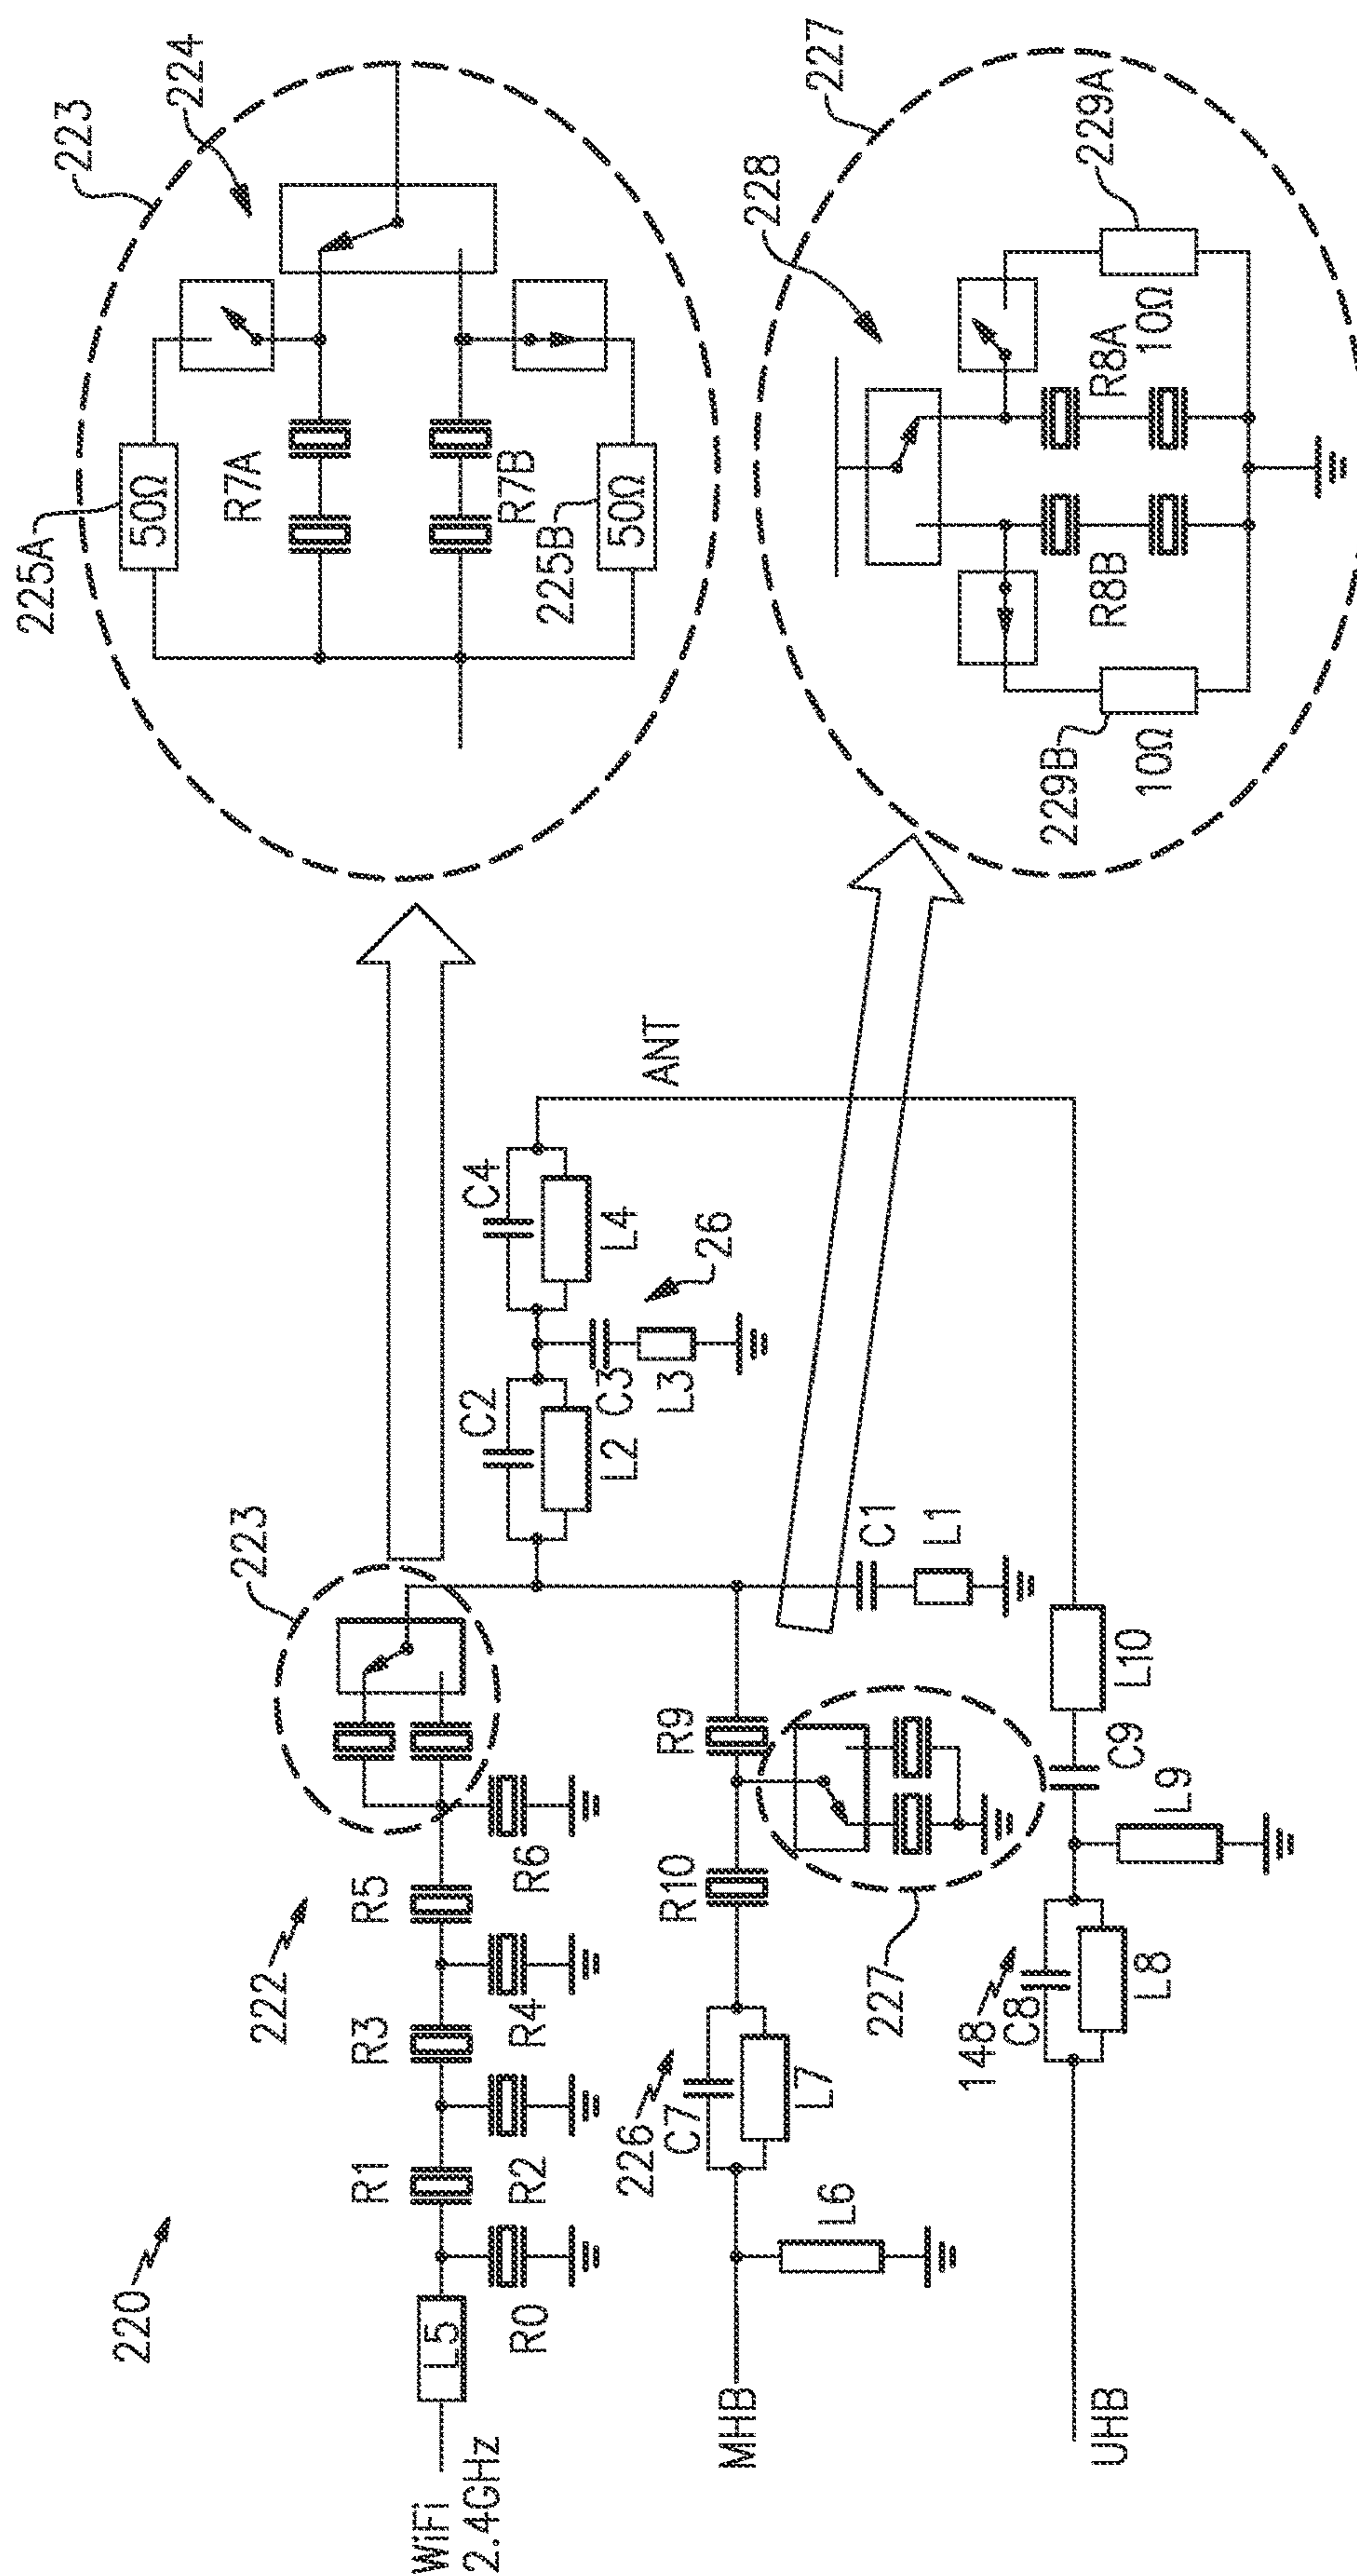 220
222
223
WiFi
2.4GHz
L5
R0
R1
R2
R3
R4
R5
R6
C2
L2
C3
L3
26
C4
L4
ANT
MHB
L6
226
C7
L7
R10
R9
227
C1
L1
UHB
148
C8
L8
L9
C9
L10
223
224
225A
50Ω
R7A
R7B
225B
50Ω
227
228
229A
10Ω
R8A
R8B
229B
10Ω